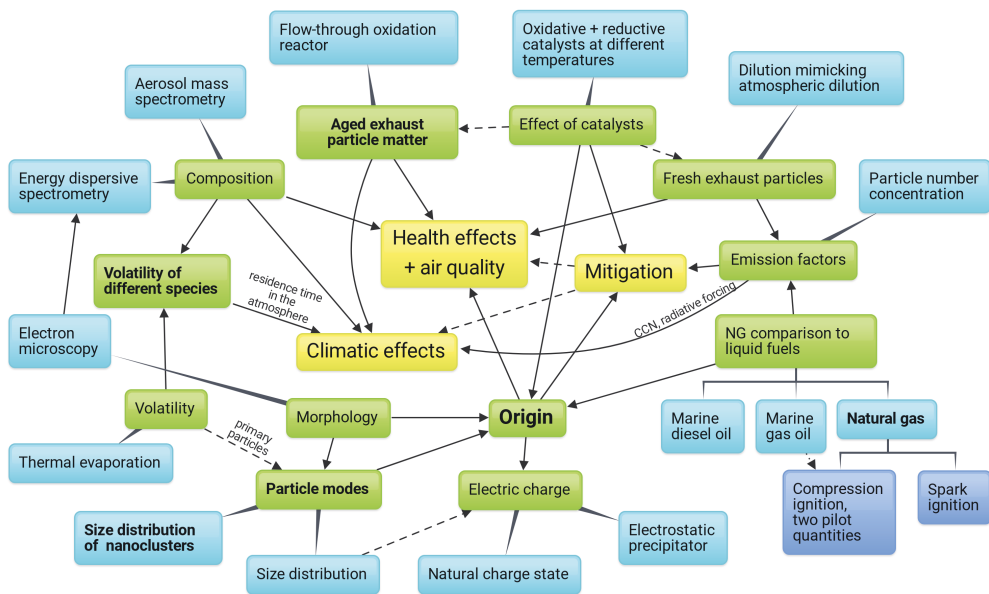 Flow-through oxidation
reactor
Oxidative + reductive
catalysts at different
temperatures
Dilution mimicking
atmospheric dilution
Aerosol mass
spectrometry
Aged exhaust
particle matter
Effect of catalysts
Energy dispersive
spectrometry
Composition
Fresh exhaust particles
Particle number
concentration
Health effects
+ air quality
Mitigation
Emission factors
Volatility of
different species
residence time
in the
atmosphere
CCN, radiative forcing
Electron
microscopy
Climatic effects
NG comparison to
liquid fuels
Volatility
Morphology
Origin
Marine
diesel oil
Marine
gas oil
Natural gas
primary
particles
Thermal evaporation
Particle modes
Electric charge
Compression
ignition,
two pilot
quantities
Spark
ignition
Size distribution
of nanoclusters
Electrostatic
precipitator
Size distribution
Natural charge state